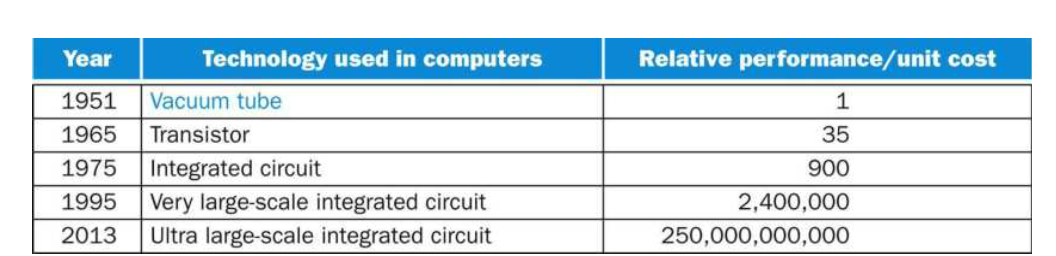 Year Technology used in computers Relative performance/unit cost
1951 Vacuum tube 1
1965 Transistor 35
1975 Integrated circuit 900
1995 Very large-scale integrated circuit 2,400,000
2013 Ultra large-scale integrated circuit 250,000,000,000